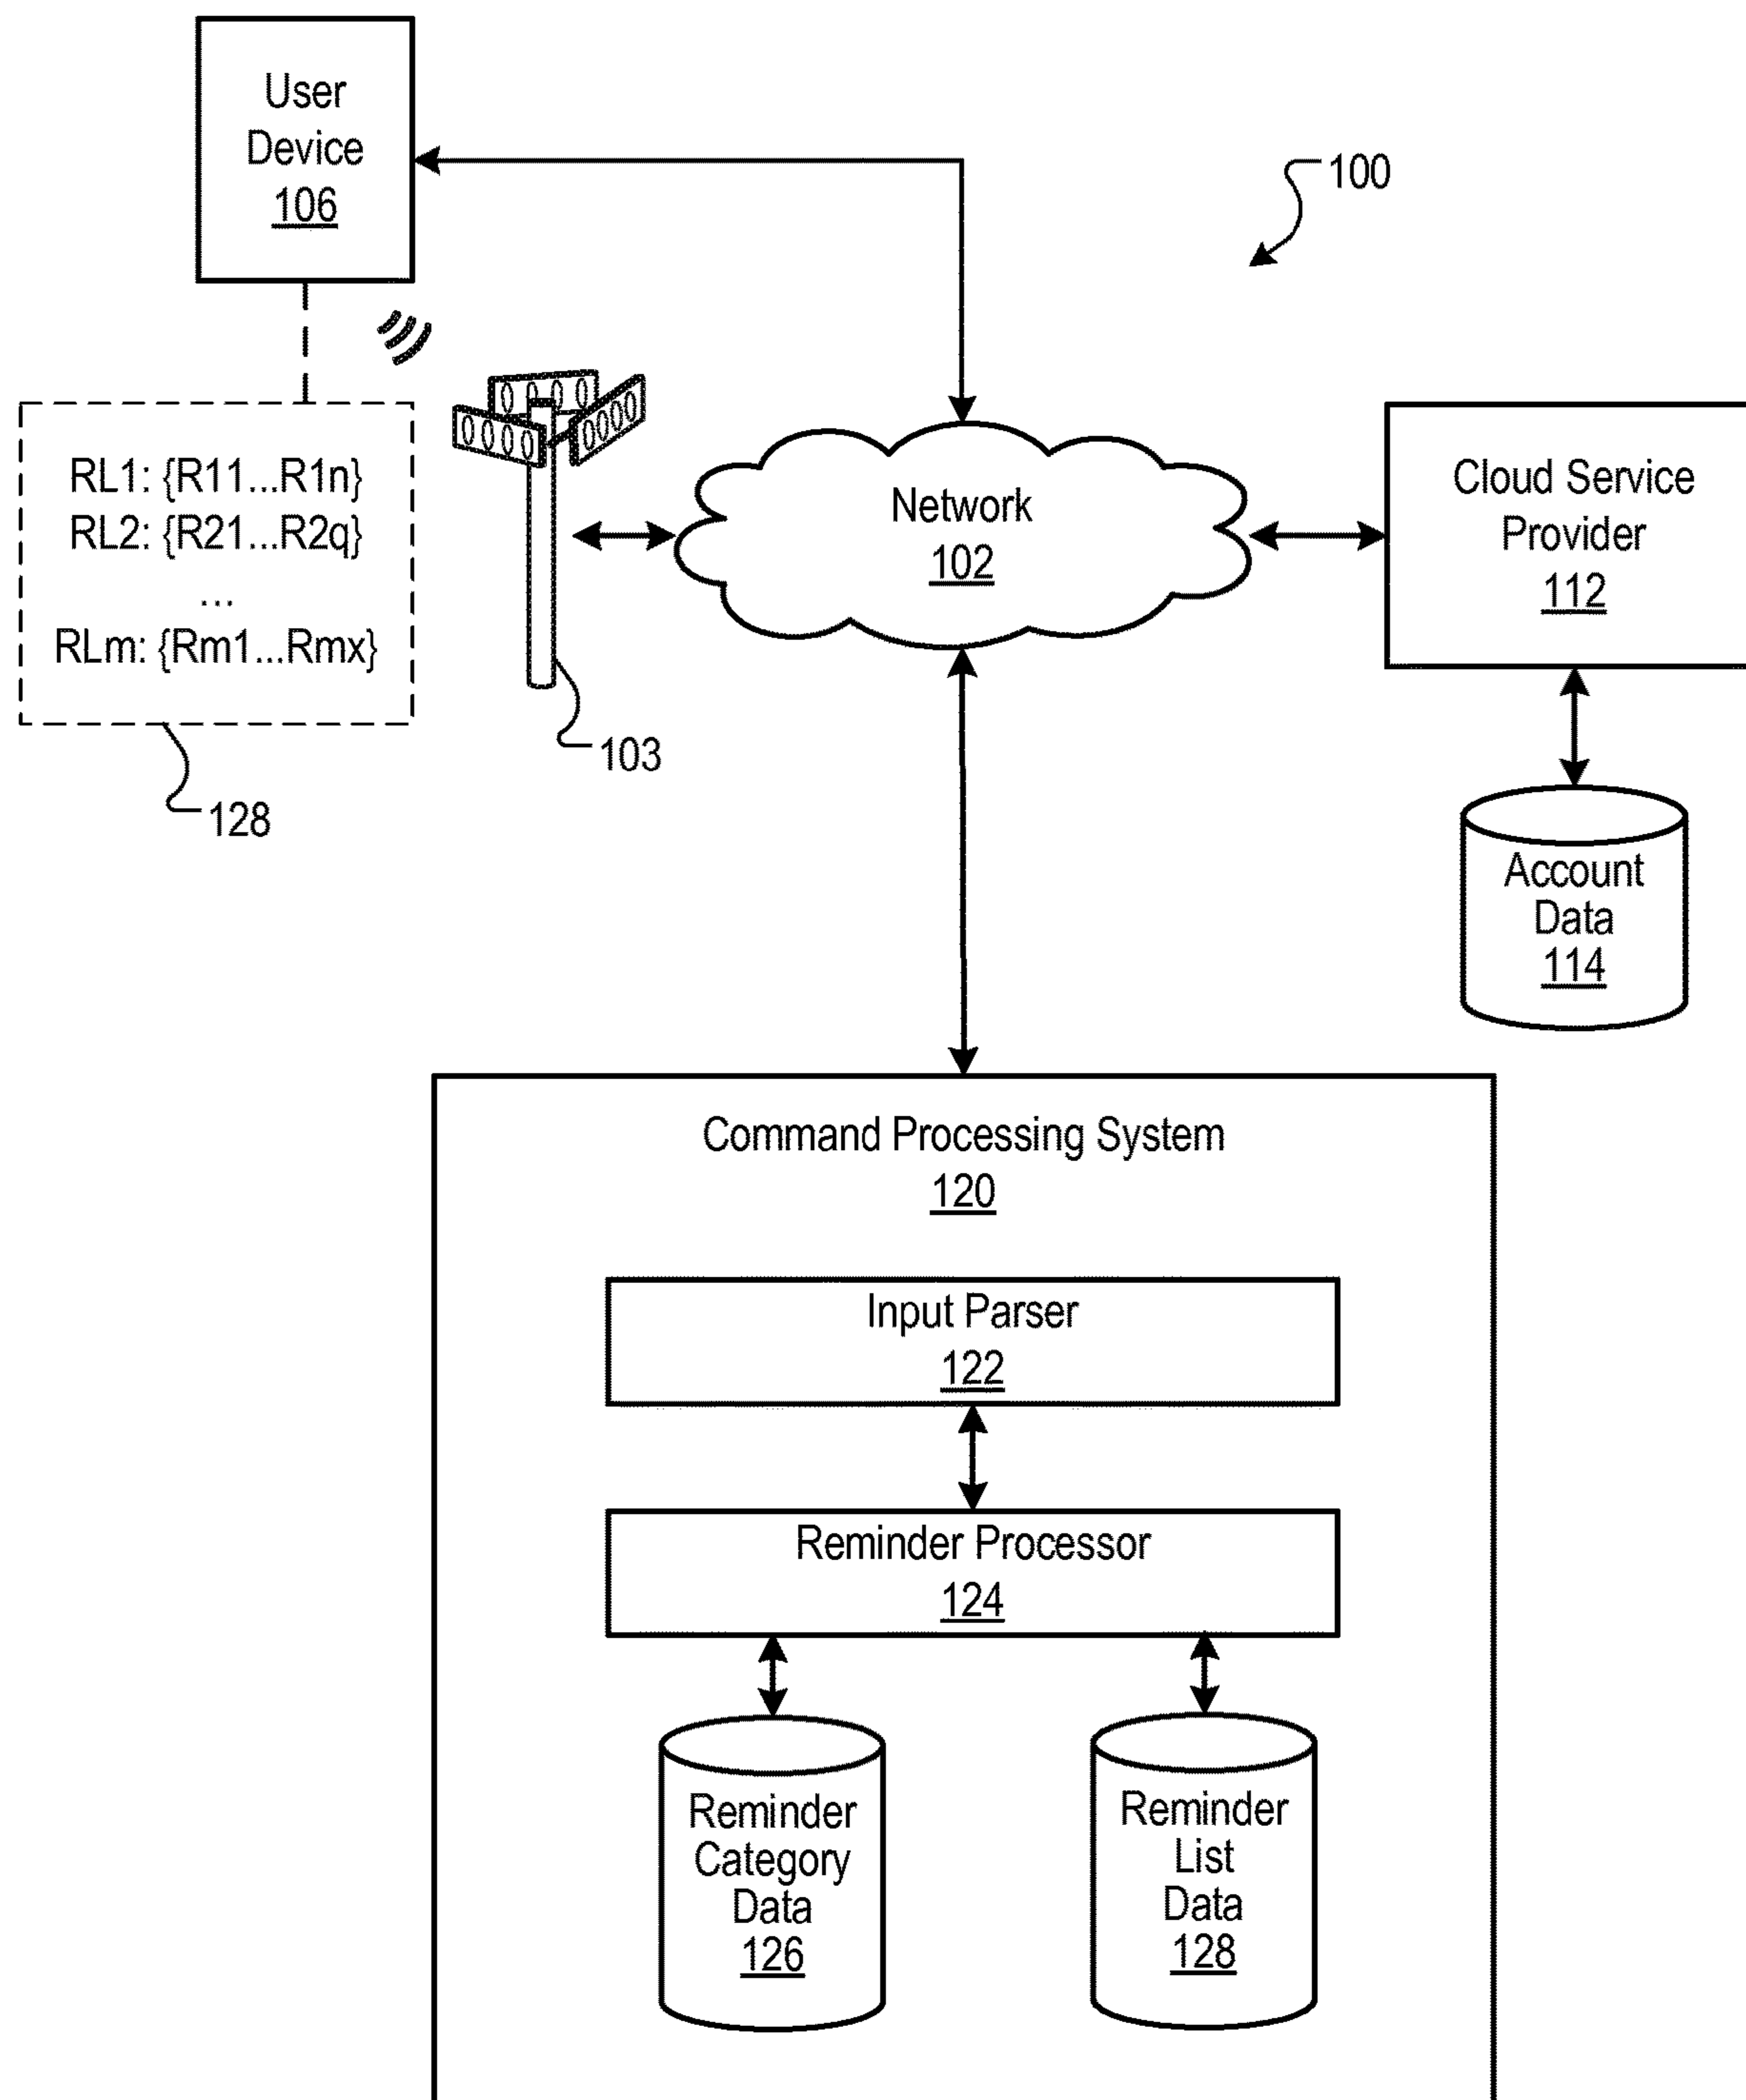 User
Device
106
100
RL1: {R11...R1n}
RL2: {R21...R2q}
...
RLm: {Rm1...Rmx}
128
103
Network
102
Cloud Service
Provider
112
Account
Data
114
Command Processing System
120
Input Parser
122
Reminder Processor
124
Reminder
Category
Data
126
Reminder
List
Data
128